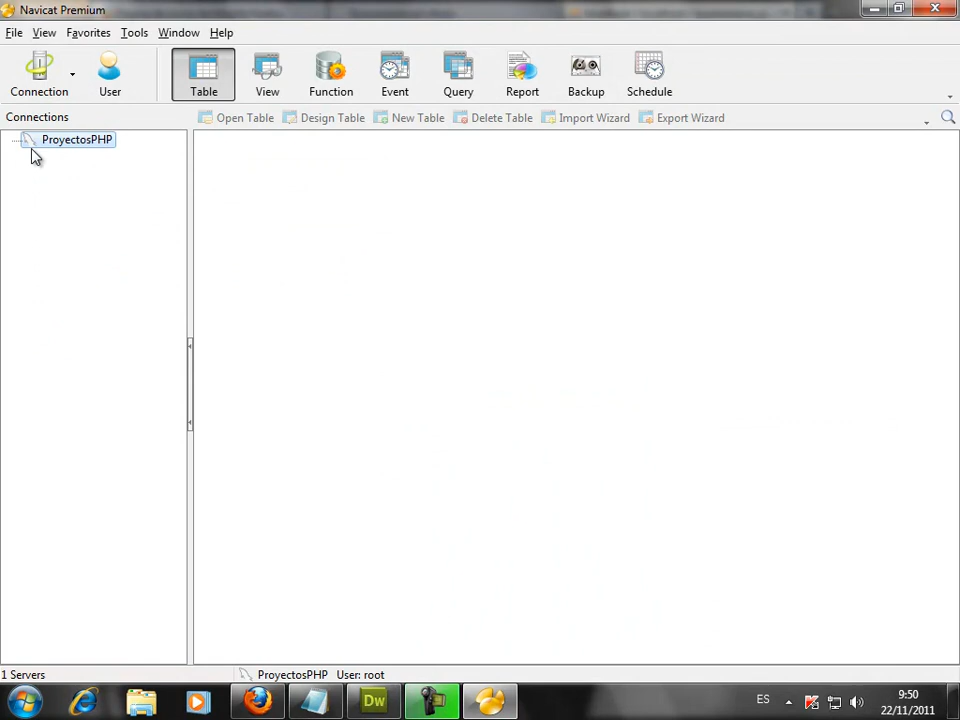 Navicat Premium
File View Favorites Tools Window Help
Connection User Table View Function Event Query Report Backup Schedule
Connections Open Table Design Table New Table Delete Table Import Wizard Export Wizard
ProyectosPHP
1 Servers ProyectosPHP User: root
Dw ES 9:50
22/11/2011